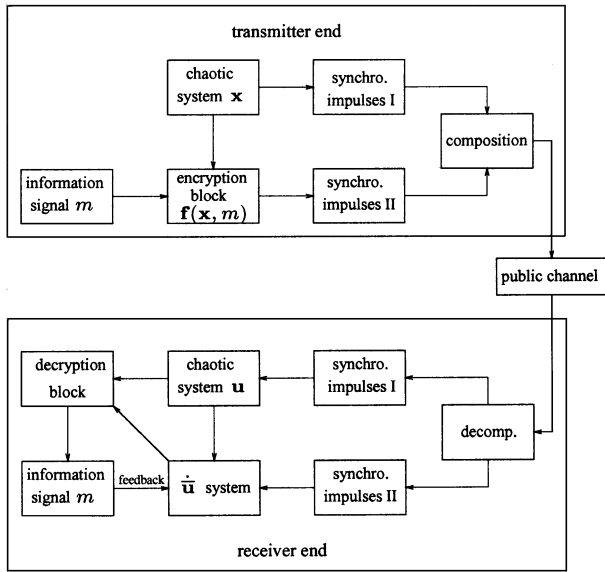 transmitter end
chaotic
system x
synchro.
impulses I
composition
information
signal m
encryption
block
f(x, m)
synchro.
impulses II
public channel
decryption
block
chaotic
system u
synchro.
impulses I
decomp.
information
signal m
feedback
u̇̅ system
synchro.
impulses II
receiver end